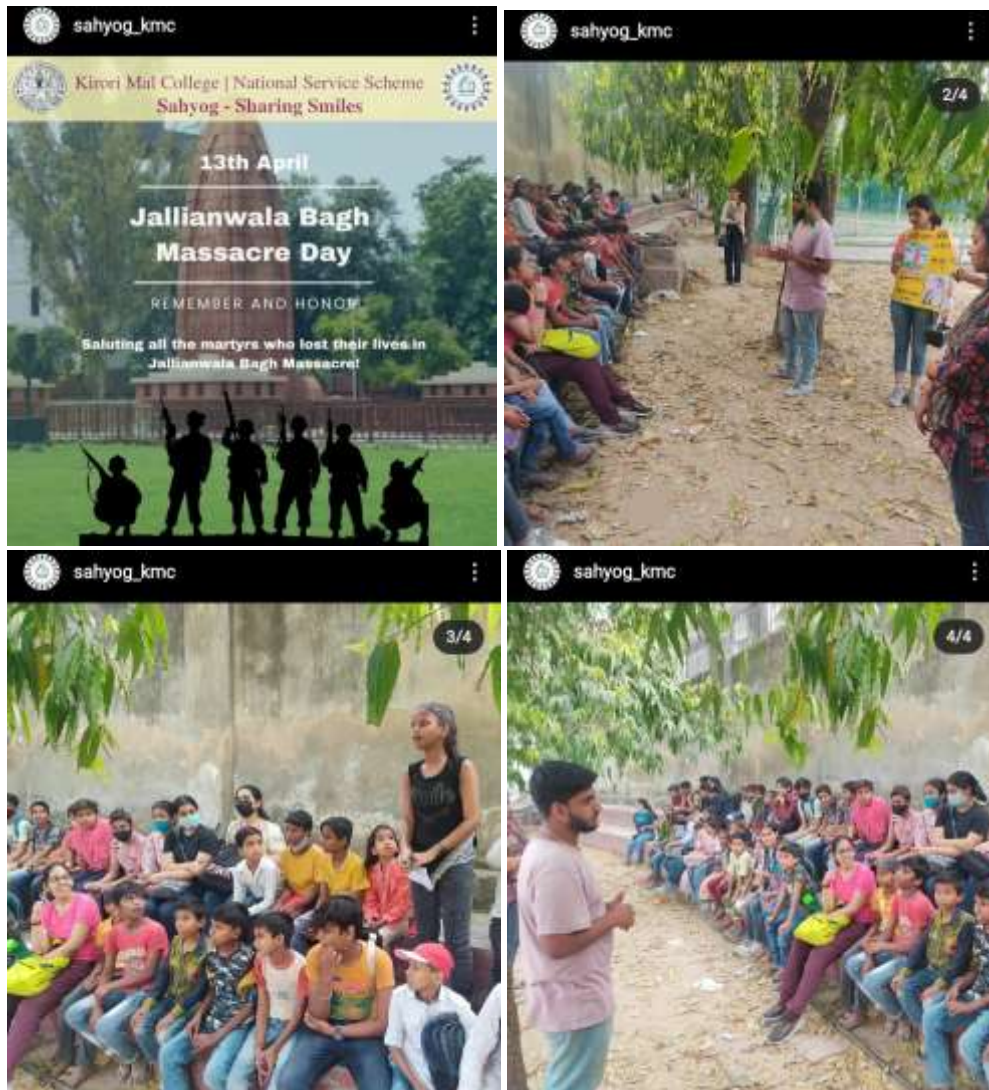 sahyog_kmc
Kirori Mal College | National Service Scheme
Sahyog - Sharing Smiles
13th April
Jallianwala Bagh
Massacre Day
REMEMBER AND HONOR
Saluting all the martyrs who lost their lives in
Jallianwala Bagh Massacre!
sahyog_kmc
2/4
sahyog_kmc
3/4
sahyog_kmc
4/4